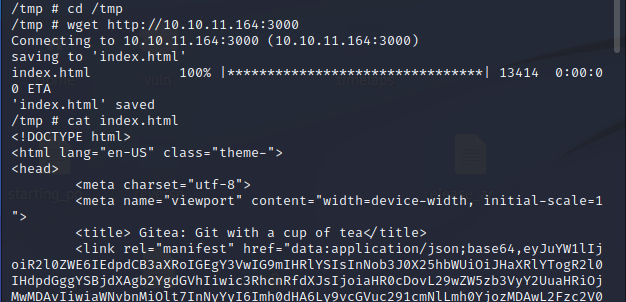 /tmp # cd /tmp
/tmp # wget http://10.10.11.164:3000
Connecting to 10.10.11.164:3000 (10.10.11.164:3000)
saving to 'index.html'
index.html 100% |********************************| 13414 0:00:0
0 ETA
'index.html' saved
/tmp # cat index.html
<!DOCTYPE html>
<html lang="en-US" class="theme-">
<head>
<meta charset="utf-8">
<meta name="viewport" content="width=device-width, initial-scale=1
">
<title> Gitea: Git with a cup of tea</title>
<link rel="manifest" href="data:application/json;base64,eyJuYW1lIj
oiR2l0ZWE6IEdpdCB3aXRoIGEgY3VwIG9mIHRlYSIsInNob3J0X25hbWUiOiJHaXRlYTogR2l0
IHdpdGggYSBjdXAgb2YgdGVhIiwic3RhcnRfdXJsIjoiaHR0cDovL29wZW5zb3VyY2UuaHRiOj
MwMDAvIiwiaWNvbnMiOlt7InNyYyI6Imh0dHA6Ly9vcGVuc291cmNlLmh0YjozMDAwL2Fzc2V0